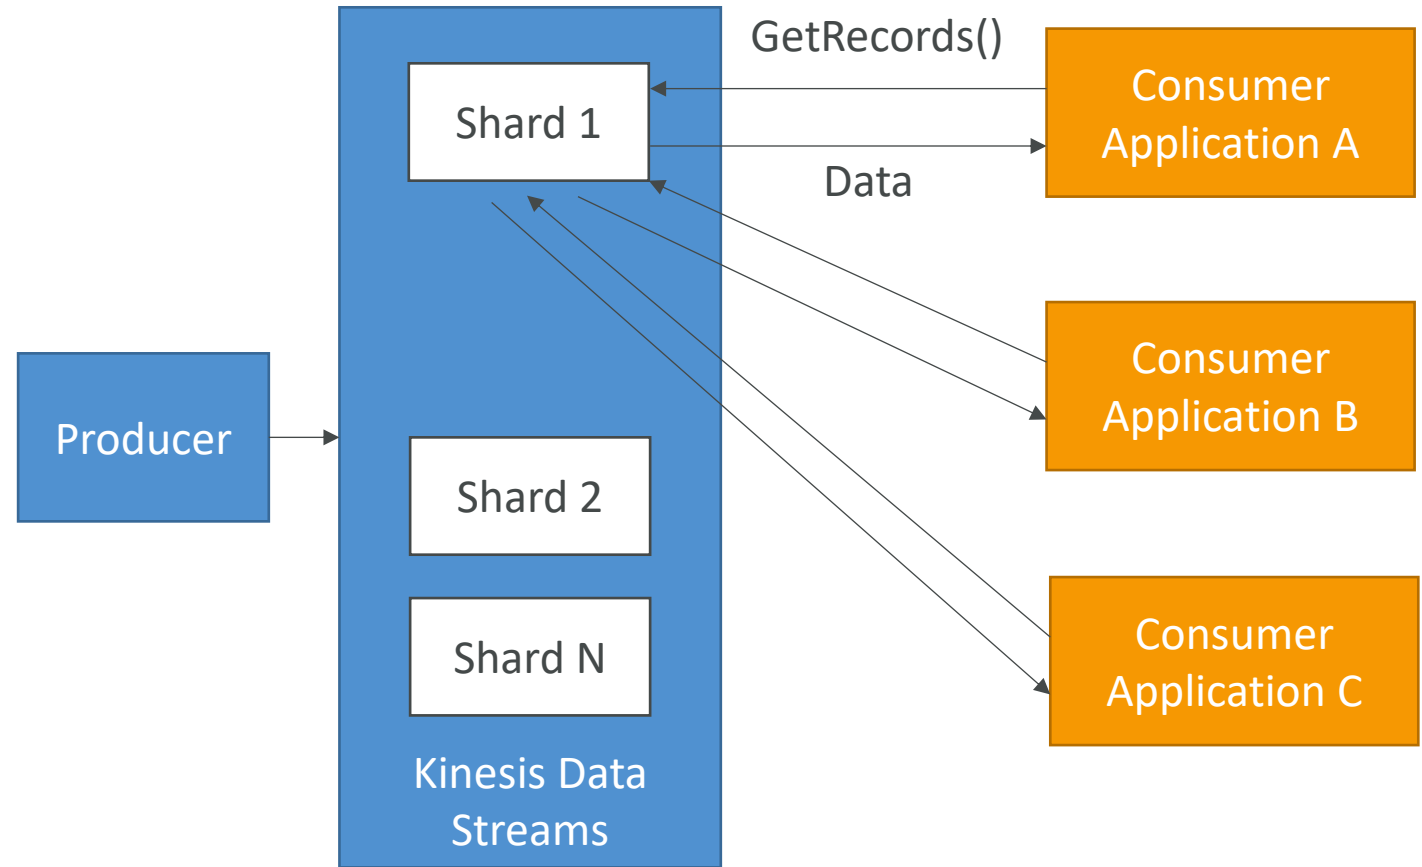 GetRecords()
Shard 1
Consumer
Application A
Data
Consumer
Application B
Producer
Shard 2
Shard N
Consumer
Application C
Kinesis Data
Streams